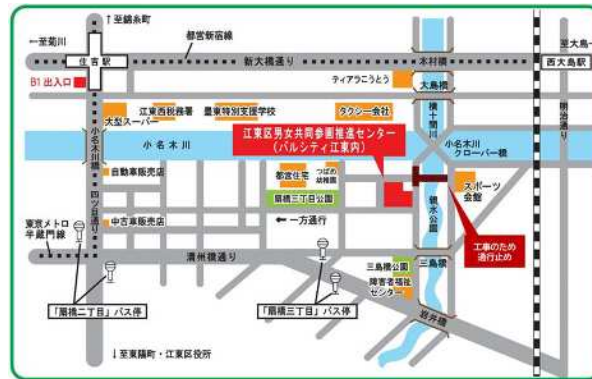 ↑至錦糸町
←至菊川
都営新宿線
住吉駅
新大橋通り
本村橋
至大島→
西大島駅
B1出入口
ティアラこうとう
大島橋
大型スーパー
江東西税務署
墨東特別支援学校
タクシー会社
横十間川
明治通り
小名木川橋
小名木川
江東区男女共同参画推進センター
(パルシティ江東内)
小名木川
クローバー橋
自動車販売店
都営住宅
つばめ
幼稚園
スポーツ
会館
四ツ目通り
扇橋三丁目公園
親水公園
東京メトロ
半蔵門線
中古車販売店
←一方通行
工事のため
通行止め
清州橋通り
三島橋公園
三島橋
障害者福祉
センター
「扇橋二丁目」バス停
「扇橋三丁目」バス停
岩井橋
↓至東陽町・江東区役所